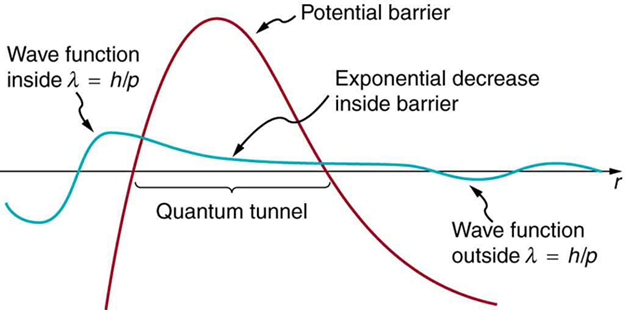 Potential barrier
Wave function
inside λ = h/p
Exponential decrease
inside barrier
r
Quantum tunnel
Wave function
outside λ = h/p